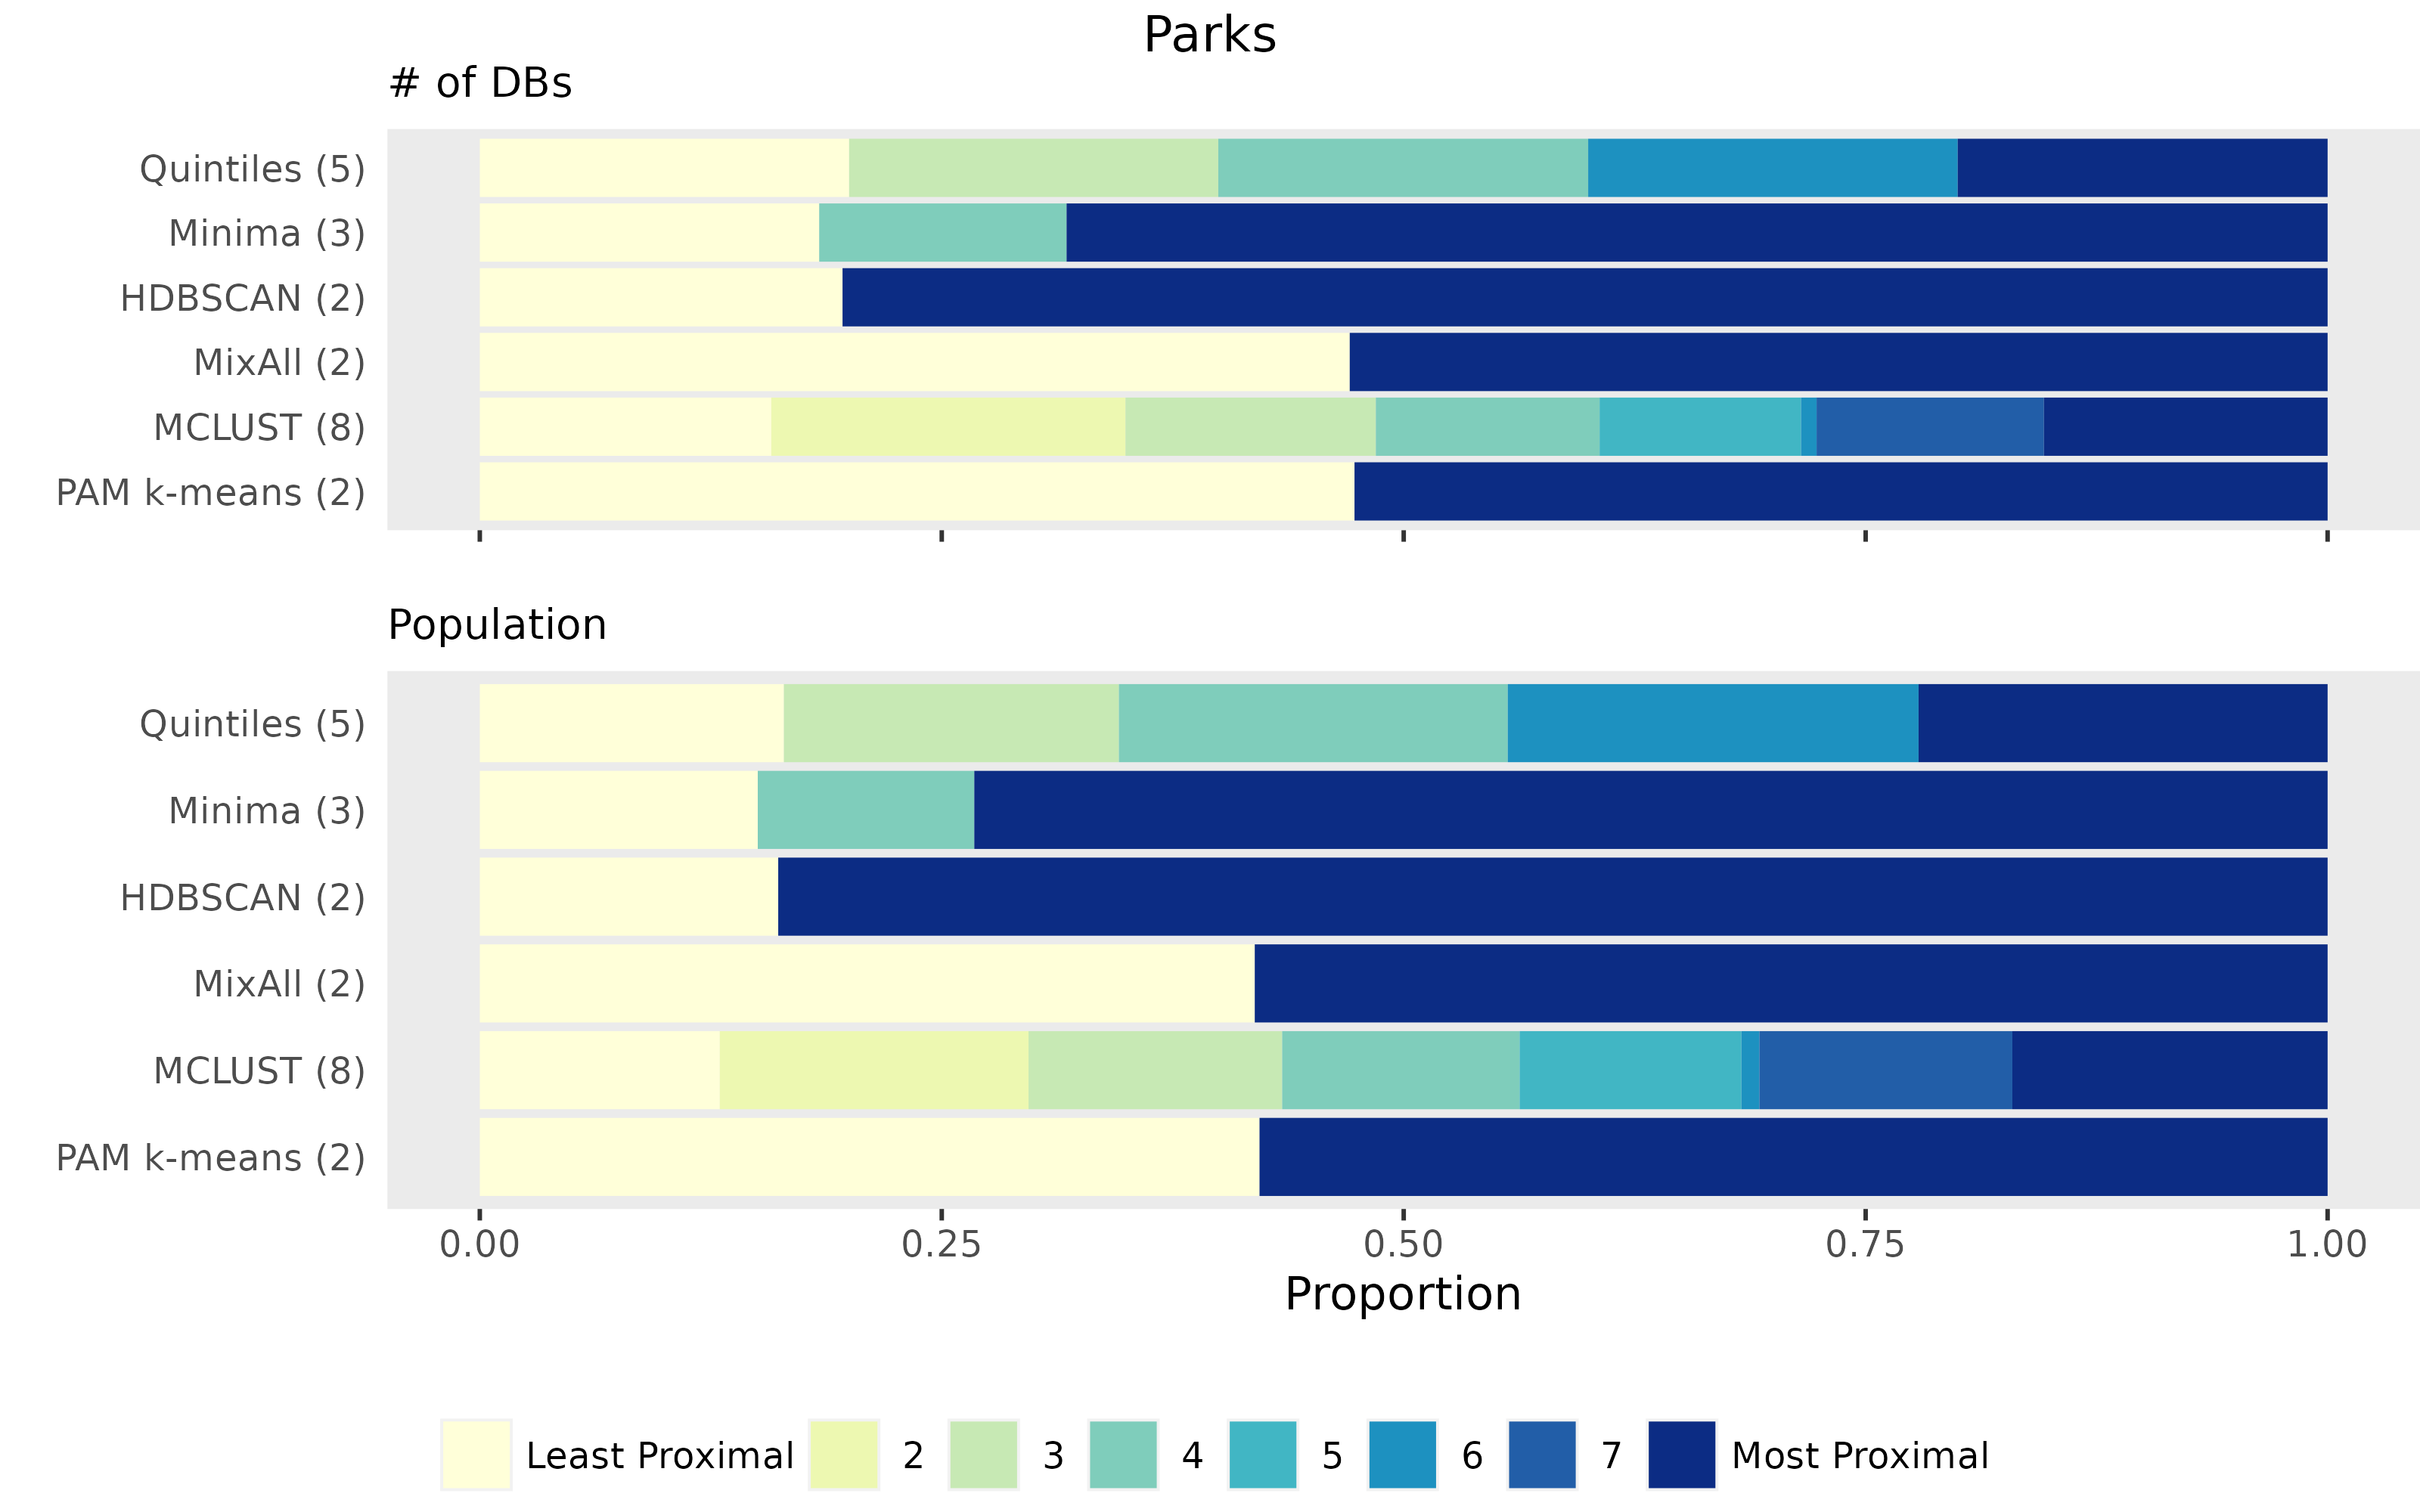 Parks
# of DBs
Quintiles (5)
Minima (3)
HDBSCAN (2)
MixAll (2)
MCLUST (8)
PAM k-means (2)
Population
Quintiles (5)
Minima (3)
HDBSCAN (2)
MixAll (2)
MCLUST (8)
PAM k-means (2)
0.00 0.25 0.50 0.75 1.00
Proportion
Least Proximal 2 3 4 5 6 7 Most Proximal